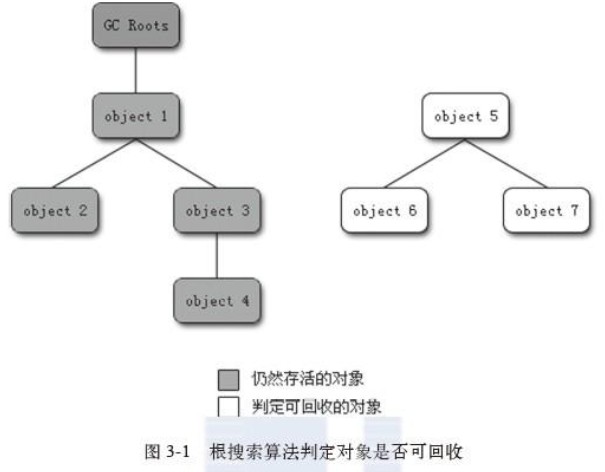 GC Roots
object 1
object 5
object 2
object 3
object 6
object 7
object 4
仍然存活的对象
判定可回收的对象
图 3-1 根搜索算法判定对象是否可回收